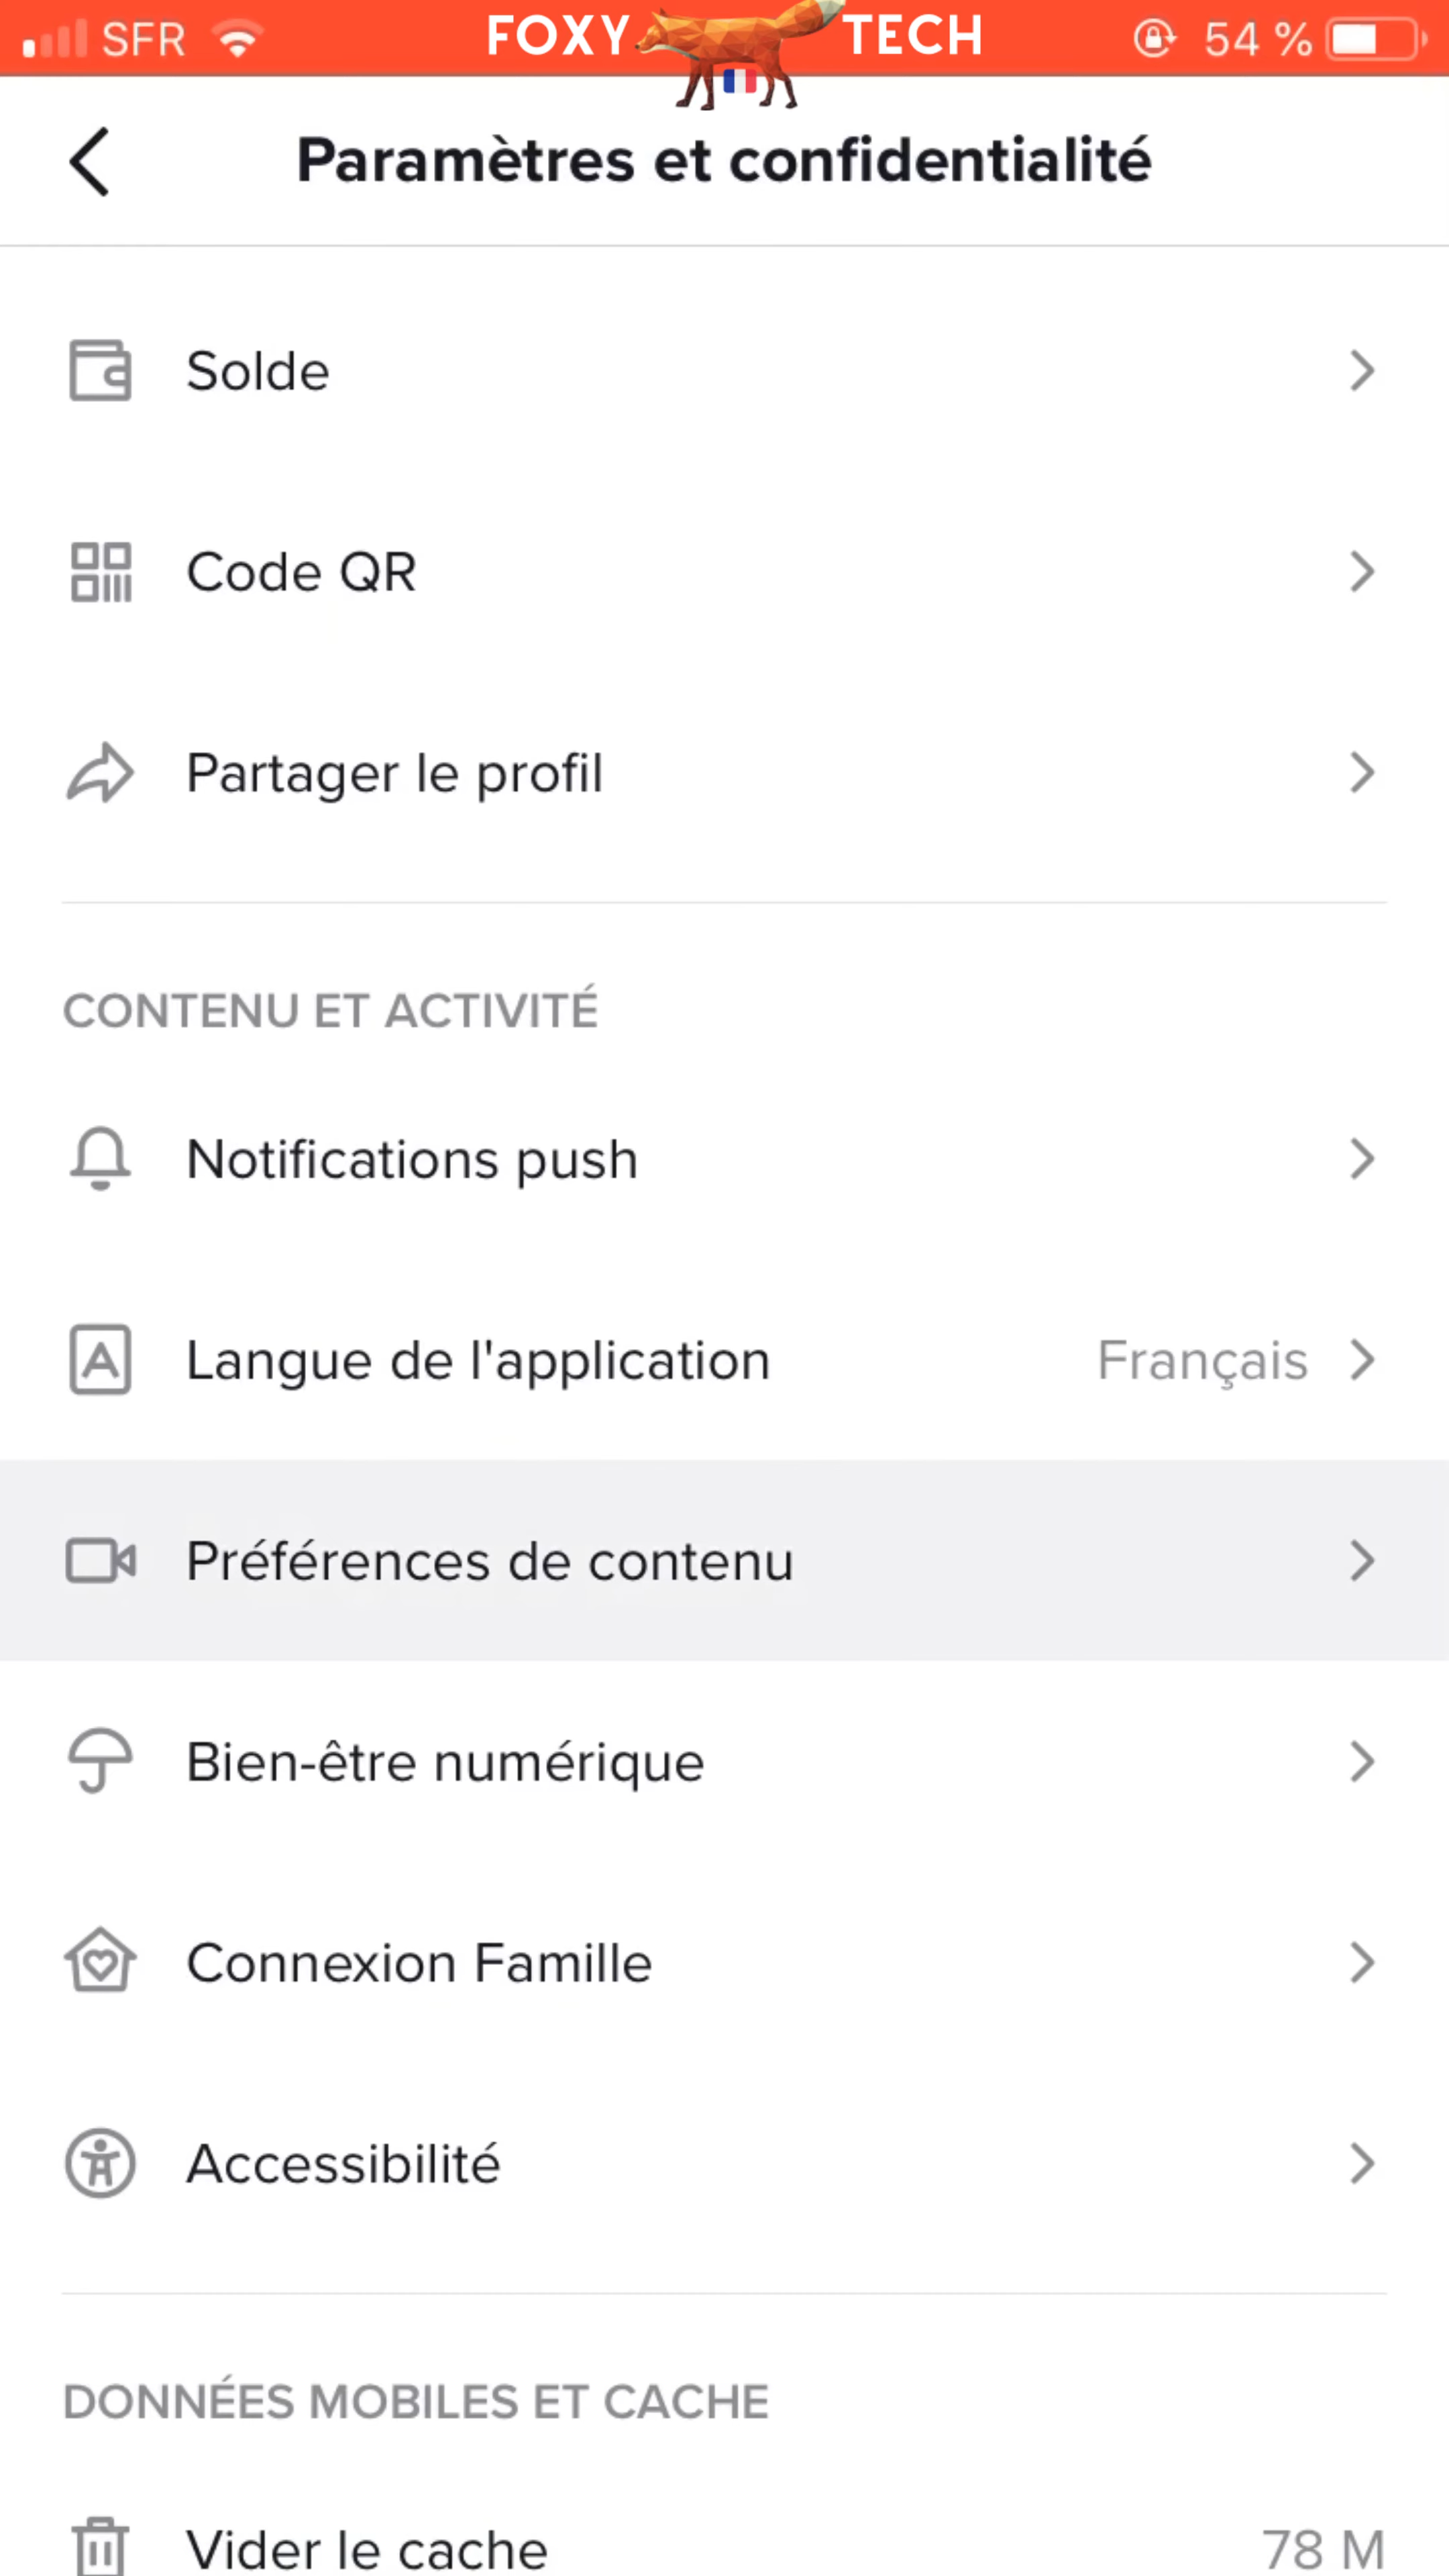 SFR FOXY TECH 54 %
Paramètres et confidentialité
Solde
Code QR
Partager le profil
CONTENU ET ACTIVITÉ
Notifications push
Langue de l'application Français
Préférences de contenu
Bien-être numérique
Connexion Famille
Accessibilité
DONNÉES MOBILES ET CACHE
Vider le cache 78 M